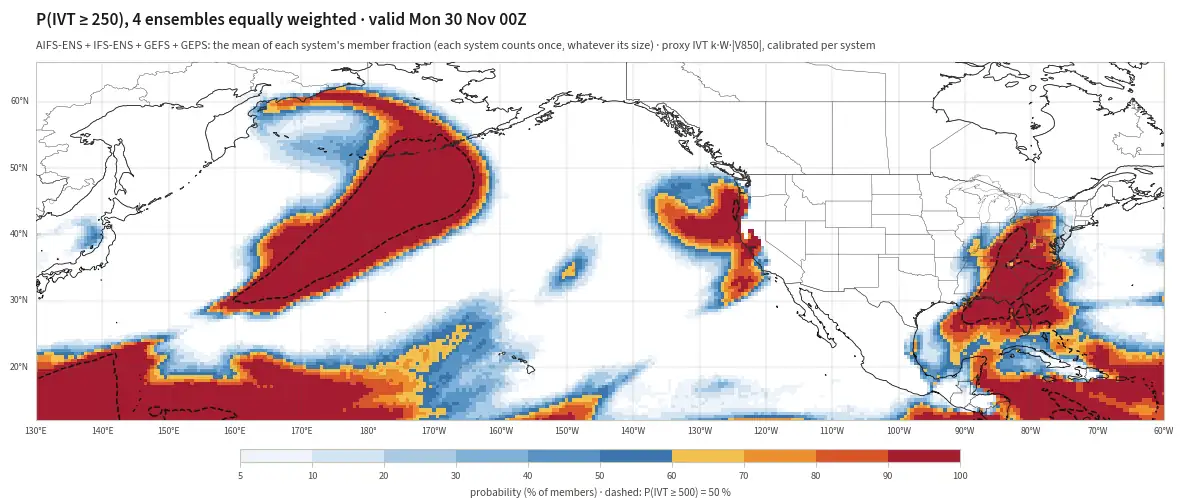 P(IVT ≥ 250), 4 ensembles equally weighted · valid Mon 30 Nov 00Z
AIFS-ENS + IFS-ENS + GEFS + GEPS: the mean of each system's member fraction (each system counts once, whatever its size) · proxy IVT k·W·|V850|, calibrated per system
60°N
50°N
40°N
30°N
20°N
130°E 140°E 150°E 160°E 170°E 180° 170°W 160°W 150°W 140°W 130°W 120°W 110°W 100°W 90°W 80°W 70°W 60°W
5 10 20 30 40 50 60 70 80 90 100
probability (% of members) · dashed: P(IVT ≥ 500) = 50 %